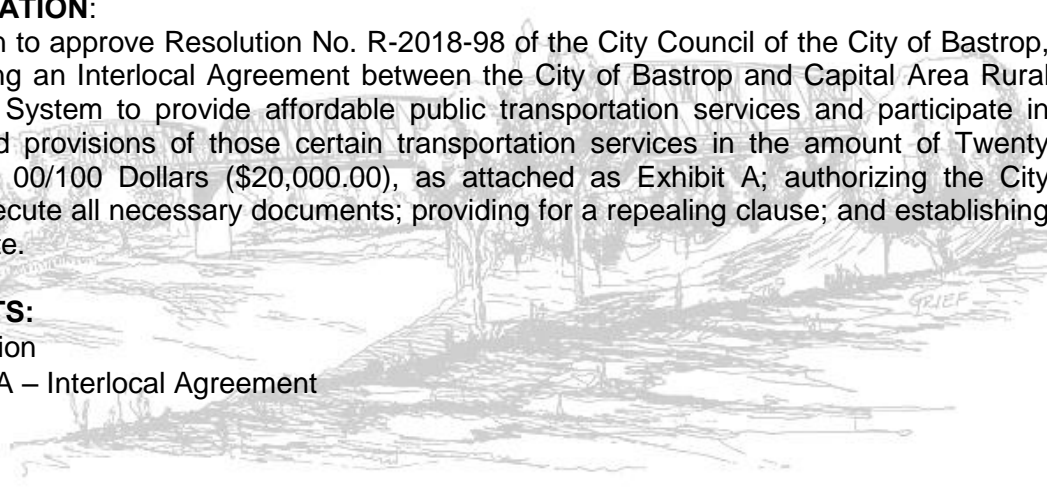 ATION:
n to approve Resolution No. R-2018-98 of the City Council of the City of Bastrop,
ng an Interlocal Agreement between the City of Bastrop and Capital Area Rural
System to provide affordable public transportation services and participate in
d provisions of those certain transportation services in the amount of Twenty
00/100 Dollars ($20,000.00), as attached as Exhibit A; authorizing the City
ecute all necessary documents; providing for a repealing clause; and establishing
te.
TS:
ion
A – Interlocal Agreement
GRIEF